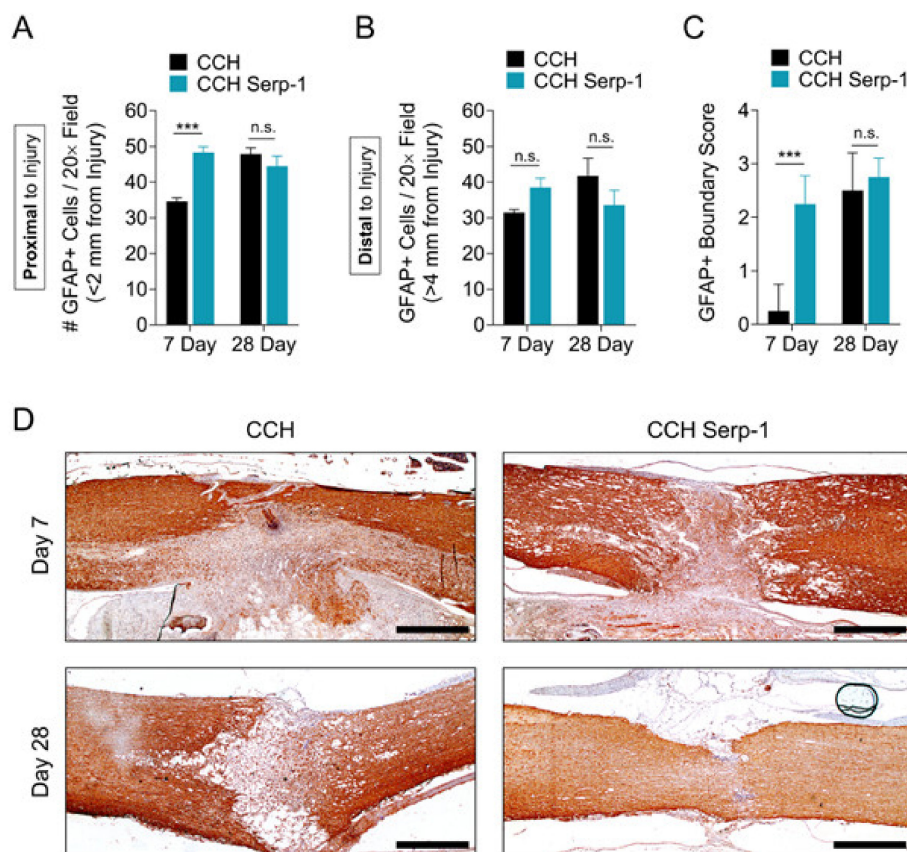 A
CCH
CCH Serp-1
Proximal to Injury
# GFAP+ Cells / 20× Field
(<2 mm from Injury)
60
50
40
30
20
10
0
***
n.s.
7 Day
28 Day
B
CCH
CCH Serp-1
Distal to Injury
GFAP+ Cells / 20× Field
(>4 mm from Injury)
60
50
40
30
20
10
0
n.s.
n.s.
7 Day
28 Day
C
CCH
CCH Serp-1
GFAP+ Boundary Score
4
3
2
1
0
***
n.s.
7 Day
28 Day
D
CCH
CCH Serp-1
Day 7
Day 28